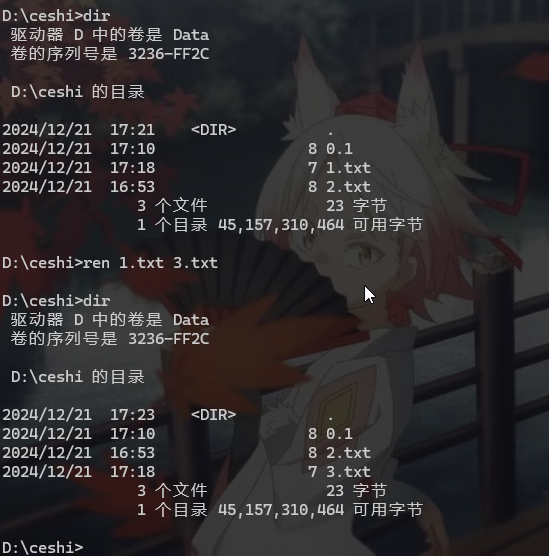 D:\ceshi>dir
驱动器 D 中的卷是 Data
卷的序列号是 3236-FF2C
D:\ceshi 的目录
2024/12/21  17:21    <DIR>          .
2024/12/21  17:10                 8 0.1
2024/12/21  17:18                 7 1.txt
2024/12/21  16:53                 8 2.txt
3 个文件             23 字节
1 个目录 45,157,310,464 可用字节
D:\ceshi>ren 1.txt 3.txt
D:\ceshi>dir
驱动器 D 中的卷是 Data
卷的序列号是 3236-FF2C
D:\ceshi 的目录
2024/12/21  17:23    <DIR>          .
2024/12/21  17:10                 8 0.1
2024/12/21  16:53                 8 2.txt
2024/12/21  17:18                 7 3.txt
3 个文件             23 字节
1 个目录 45,157,310,464 可用字节
D:\ceshi>